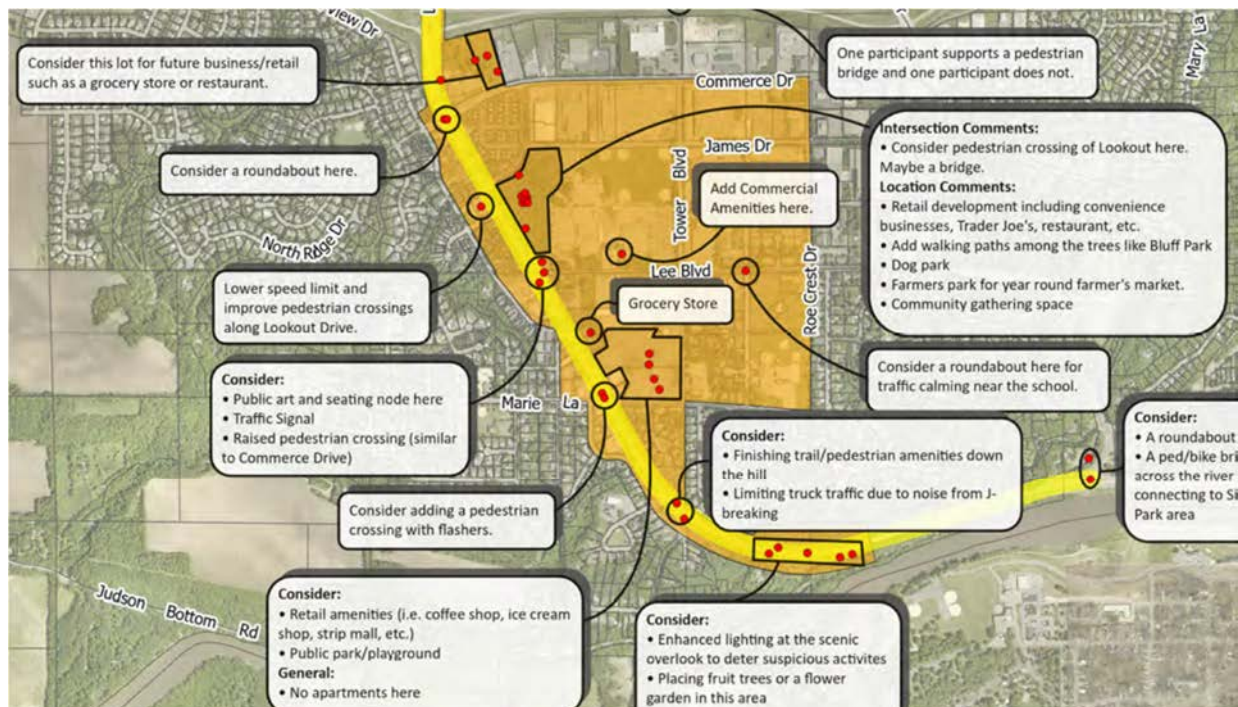 View Dr
Consider this lot for future business/retail
such as a grocery store or restaurant.
One participant supports a pedestrian
bridge and one participant does not.
Mary La
Commerce Dr
Consider a roundabout here.
James Dr
Tower Blvd
Add Commercial
Amenities here.
Intersection Comments:
• Consider pedestrian crossing of Lookout here.
Maybe a bridge.
Location Comments:
• Retail development including convenience
businesses, Trader Joe's, restaurant, etc.
• Add walking paths among the trees like Bluff Park
• Dog park
• Farmers park for year round farmer's market.
• Community gathering space
North Rdge Dr
Lee Blvd
Roe Crest Dr
Lower speed limit and
improve pedestrian crossings
along Lookout Drive.
Grocery Store
Consider a roundabout here for
traffic calming near the school.
Consider:
• Public art and seating node here
• Traffic Signal
• Raised pedestrian crossing (similar
to Commerce Drive)
Marie La
Consider:
• Finishing trail/pedestrian amenities down
the hill
• Limiting truck traffic due to noise from J-
breaking
Consider:
• A roundabout
• A ped/bike bri
across the river
connecting to Si
Park area
Consider adding a pedestrian
crossing with flashers.
Judson Bottom Rd
Consider:
• Retail amenities (i.e. coffee shop, ice cream
shop, strip mall, etc.)
• Public park/playground
General:
• No apartments here
Consider:
• Enhanced lighting at the scenic
overlook to deter suspicious activites
• Placing fruit trees or a flower
garden in this area